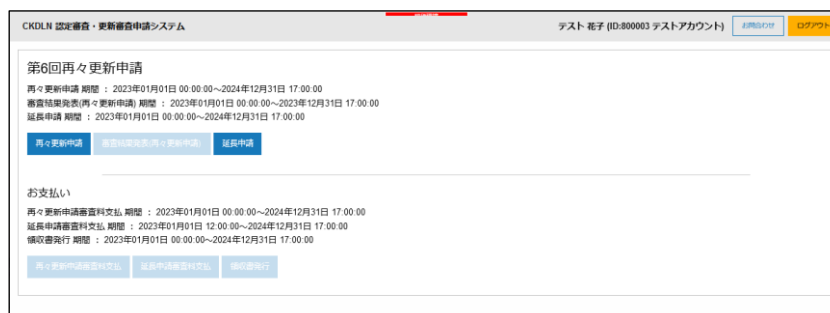 CKDLN 認定審査・更新審査申請システム
テスト 花子 (ID:800003 テストアカウント)
お問合わせ
ログアウト
第6回再々更新申請
再々更新申請 期間 ： 2023年01月01日 00:00:00～2024年12月31日 17:00:00
審査結果発表(再々更新申請) 期間 ： 2023年01月01日 00:00:00～2023年12月31日 17:00:00
延長申請 期間 ： 2023年01月01日 00:00:00～2024年12月31日 17:00:00
再々更新申請 審査結果発表(再々更新申請) 延長申請
お支払い
再々更新申請審査料支払 期間 ： 2023年01月01日 00:00:00～2024年12月31日 17:00:00
延長申請審査料支払 期間 ： 2023年01月01日 12:00:00～2024年12月31日 17:00:00
領収書発行 期間 ： 2023年01月01日 00:00:00～2024年12月31日 17:00:00
再々更新申請審査料支払 延長申請審査料支払 領収書発行